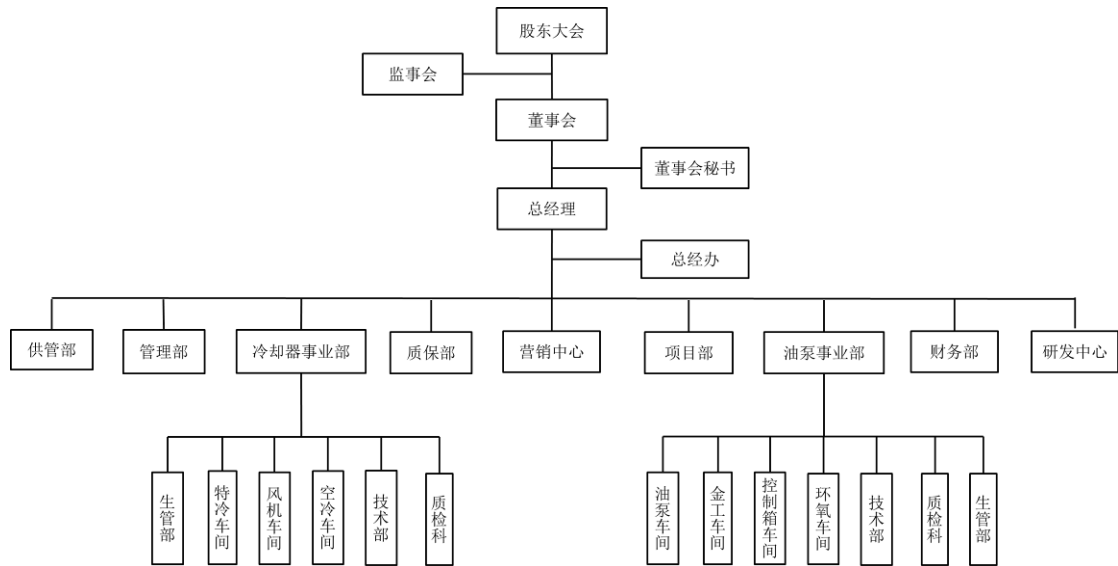 股东大会
监事会
董事会
董事会秘书
总经理
总经办
供管部
管理部
冷却器事业部
质保部
营销中心
项目部
油泵事业部
财务部
研发中心
生管部
特冷车间
风机车间
空冷车间
技术部
质检科
油泵车间
金工车间
控制箱车间
环氧车间
技术部
质检科
生管部